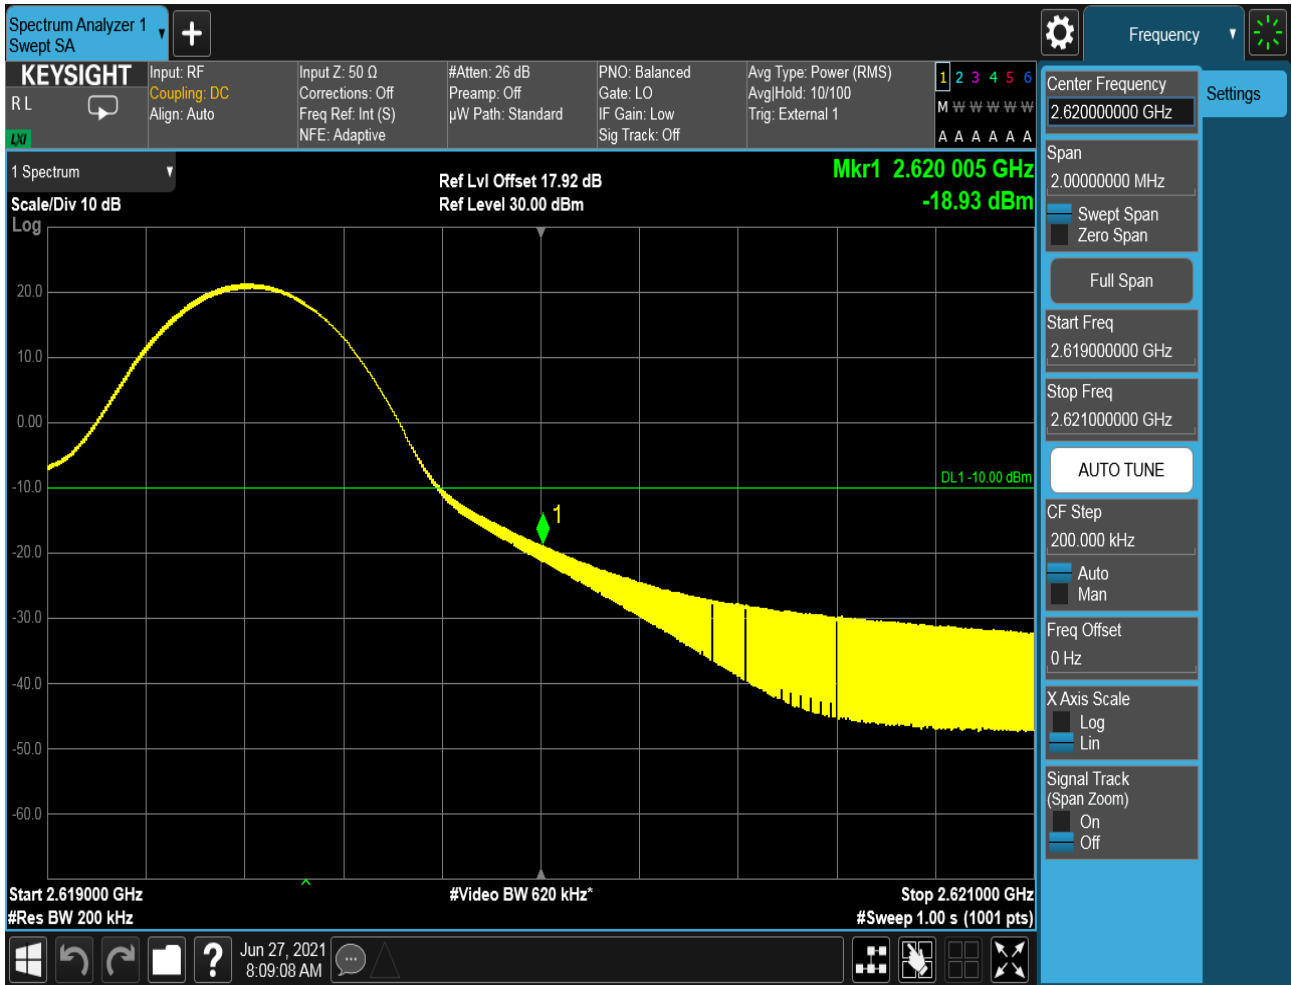 Spectrum Analyzer 1
Swept SA
Frequency
KEYSIGHT
R L
LXI
Input: RF
Coupling: DC
Align: Auto
Input Z: 50 Ω
Corrections: Off
Freq Ref: Int (S)
NFE: Adaptive
#Atten: 26 dB
Preamp: Off
µW Path: Standard
PNO: Balanced
Gate: LO
IF Gain: Low
Sig Track: Off
Avg Type: Power (RMS)
Avg|Hold: 10/100
Trig: External 1
1 2 3 4 5 6
M W W W W W
A A A A A A
1 Spectrum
Scale/Div 10 dB
Log
Ref Lvl Offset 17.92 dB
Ref Level 30.00 dBm
Mkr1 2.620 005 GHz
-18.93 dBm
20.0
10.0
0.00
-10.0
-20.0
-30.0
-40.0
-50.0
-60.0
DL1 -10.00 dBm
1
Start 2.619000 GHz
#Res BW 200 kHz
#Video BW 620 kHz*
Stop 2.621000 GHz
#Sweep 1.00 s (1001 pts)
?
Jun 27, 2021
8:09:08 AM
Center Frequency
2.620000000 GHz
Settings
Span
2.00000000 MHz
Swept Span
Zero Span
Full Span
Start Freq
2.619000000 GHz
Stop Freq
2.621000000 GHz
AUTO TUNE
CF Step
200.000 kHz
Auto
Man
Freq Offset
0 Hz
X Axis Scale
Log
Lin
Signal Track
(Span Zoom)
On
Off